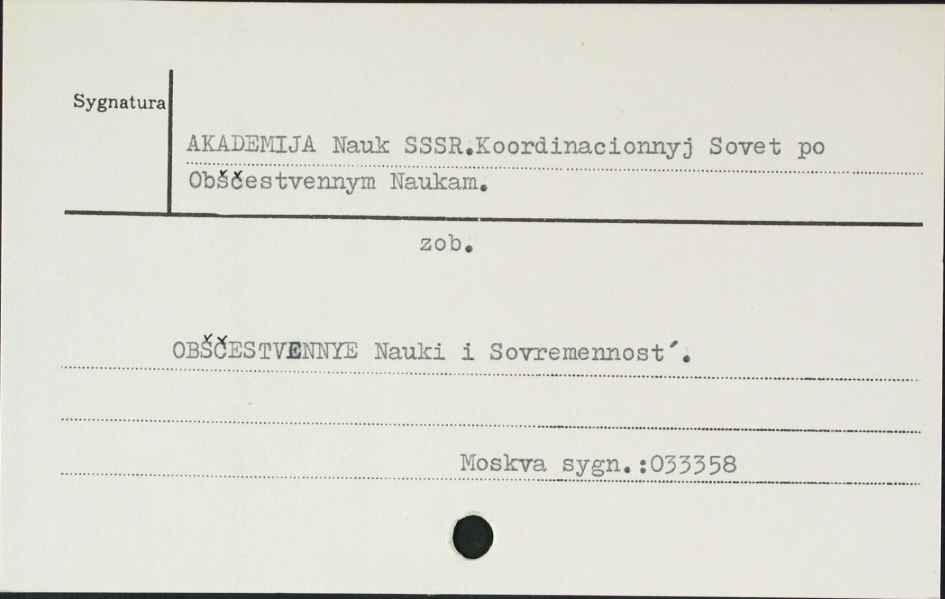 Sygnatura
AKADEMIJA Nauk SSSR.Koordinacionnyj Sovet po
Obščestvennym Naukam.
zob.
OBŠČESTVENNYE Nauki i Sovremennost´.
Moskva sygn.:033358